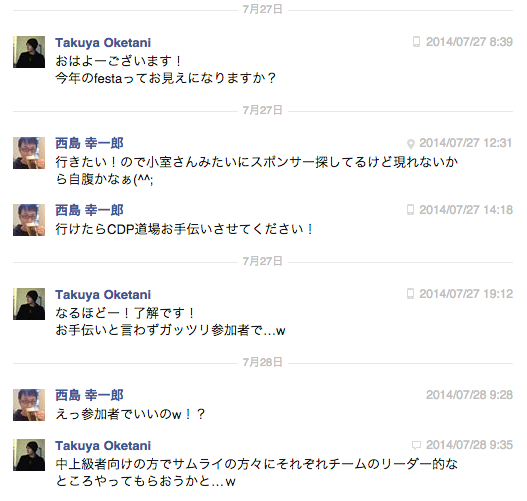 7月27日
Takuya Oketani 2014/07/27 8:39
おはよーございます！
今年のfestaってお見えになりますか？
7月27日
西島 幸一郎 2014/07/27 12:31
行きたい！ので小室さんみたいにスポンサー探してるけど現れないか
ら自腹かなぁ(^^;
西島 幸一郎 2014/07/27 14:18
行けたらCDP道場お手伝いさせてください！
7月27日
Takuya Oketani 2014/07/27 19:12
なるほどー！了解です！
お手伝いと言わずガッツリ参加者で…w
7月28日
西島 幸一郎 2014/07/28 9:28
えっ参加者でいいのw！？
Takuya Oketani 2014/07/28 9:35
中上級者向けの方でサムライの方々にそれぞれチームのリーダー的な
ところやってもらおうかと…ｗ